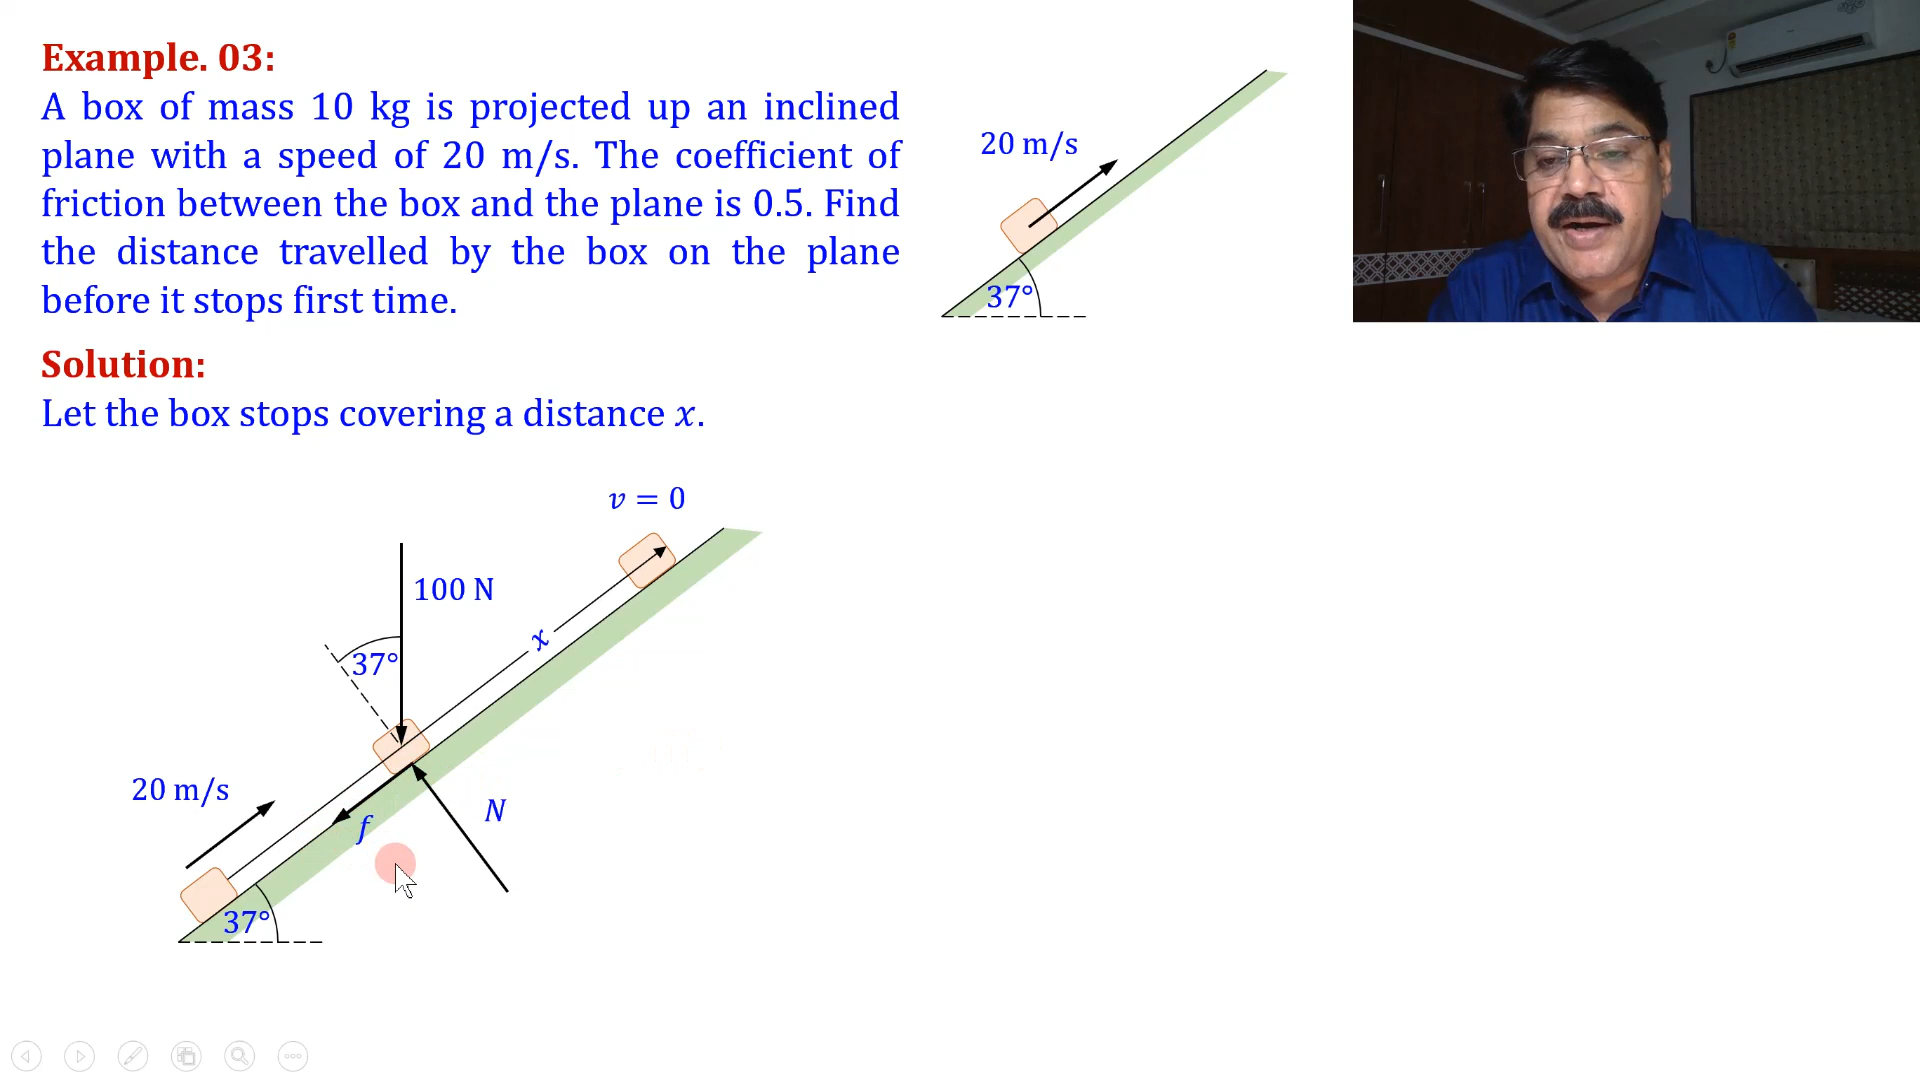 Example. 03:
A box of mass 10 kg is projected up an inclined
plane with a speed of 20 m/s. The coefficient of
friction between the box and the plane is 0.5. Find
the distance travelled by the box on the plane
before it stops first time.
20 m/s
37°
Solution:
Let the box stops covering a distance x.
v = 0
100 N
x
37°
20 m/s
f
N
37°